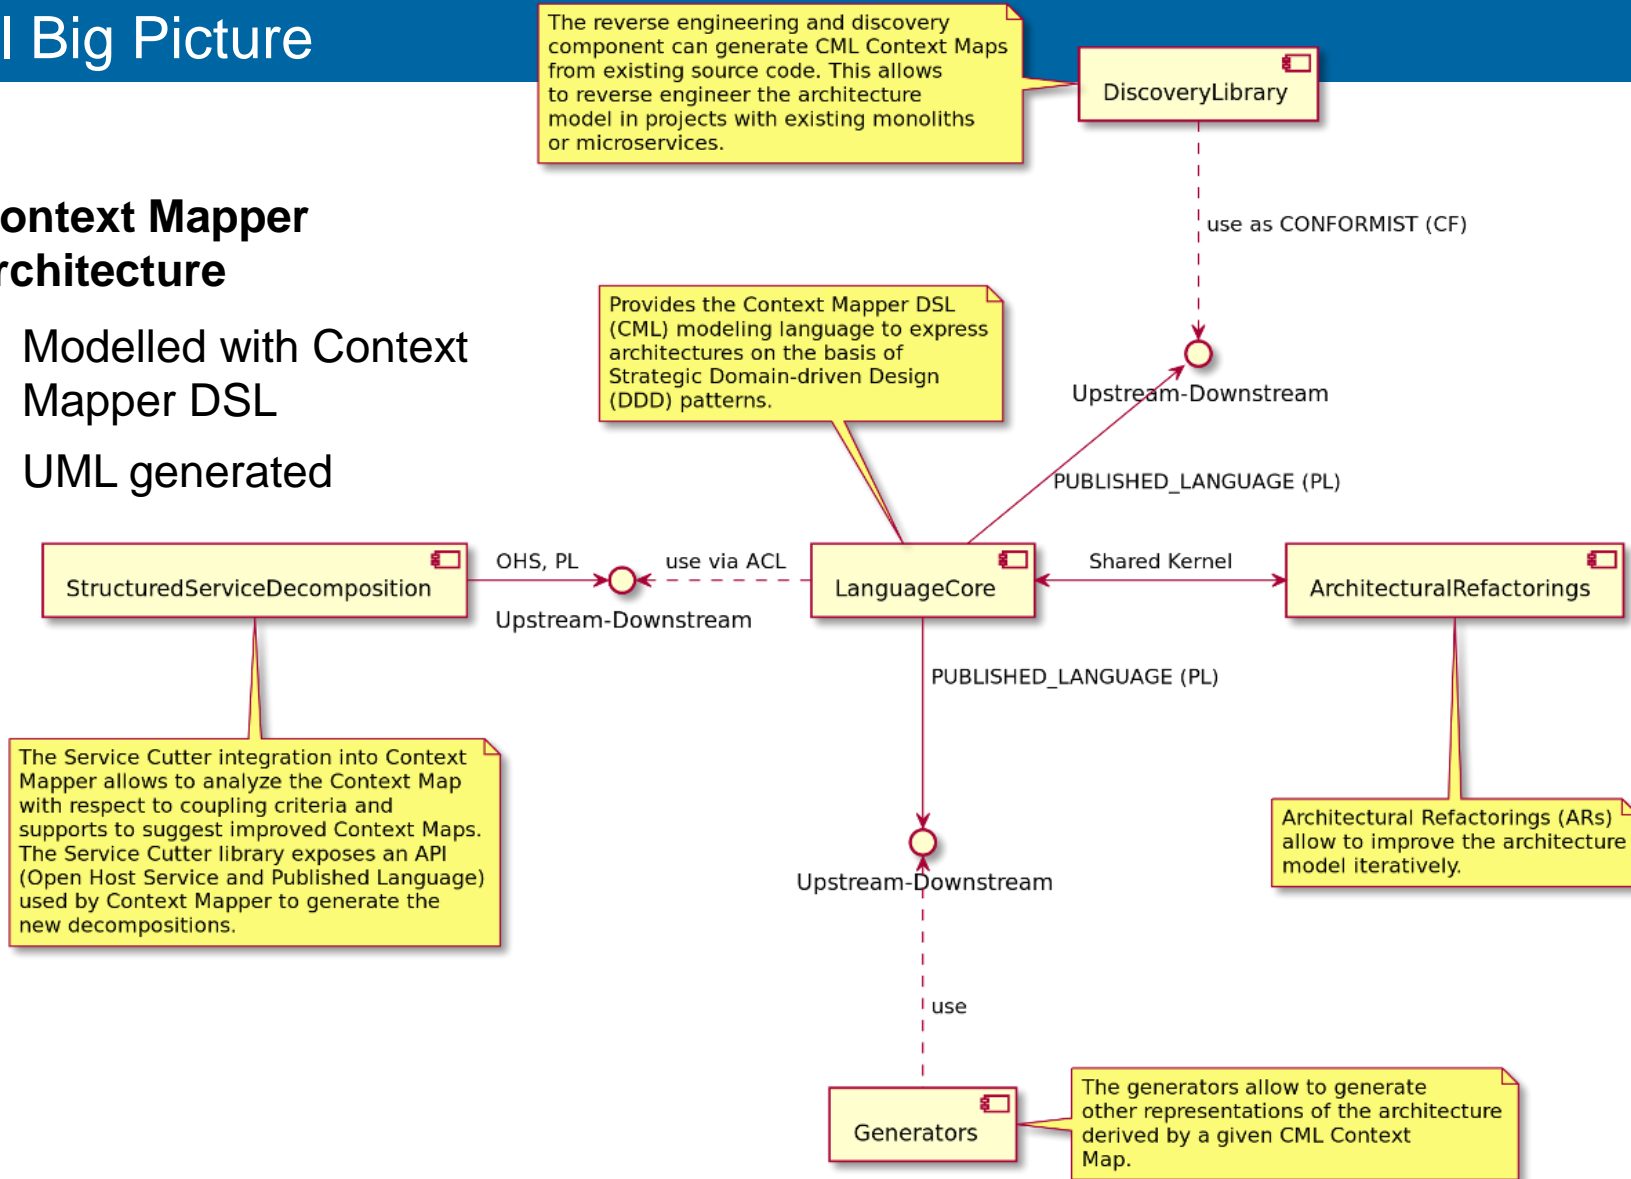 l Big Picture
ontext Mapper
rchitecture
Modelled with Context
Mapper DSL
UML generated
The reverse engineering and discovery
component can generate CML Context Maps
from existing source code. This allows
to reverse engineer the architecture
model in projects with existing monoliths
or microservices.
DiscoveryLibrary
use as CONFORMIST (CF)
Provides the Context Mapper DSL
(CML) modeling language to express
architectures on the basis of
Strategic Domain-driven Design
(DDD) patterns.
Upstream-Downstream
PUBLISHED_LANGUAGE (PL)
StructuredServiceDecomposition
OHS, PL
use via ACL
Upstream-Downstream
LanguageCore
Shared Kernel
ArchitecturalRefactorings
PUBLISHED_LANGUAGE (PL)
The Service Cutter integration into Context
Mapper allows to analyze the Context Map
with respect to coupling criteria and
supports to suggest improved Context Maps.
The Service Cutter library exposes an API
(Open Host Service and Published Language)
used by Context Mapper to generate the
new decompositions.
Architectural Refactorings (ARs)
allow to improve the architecture
model iteratively.
Upstream-Downstream
use
Generators
The generators allow to generate
other representations of the architecture
derived by a given CML Context
Map.